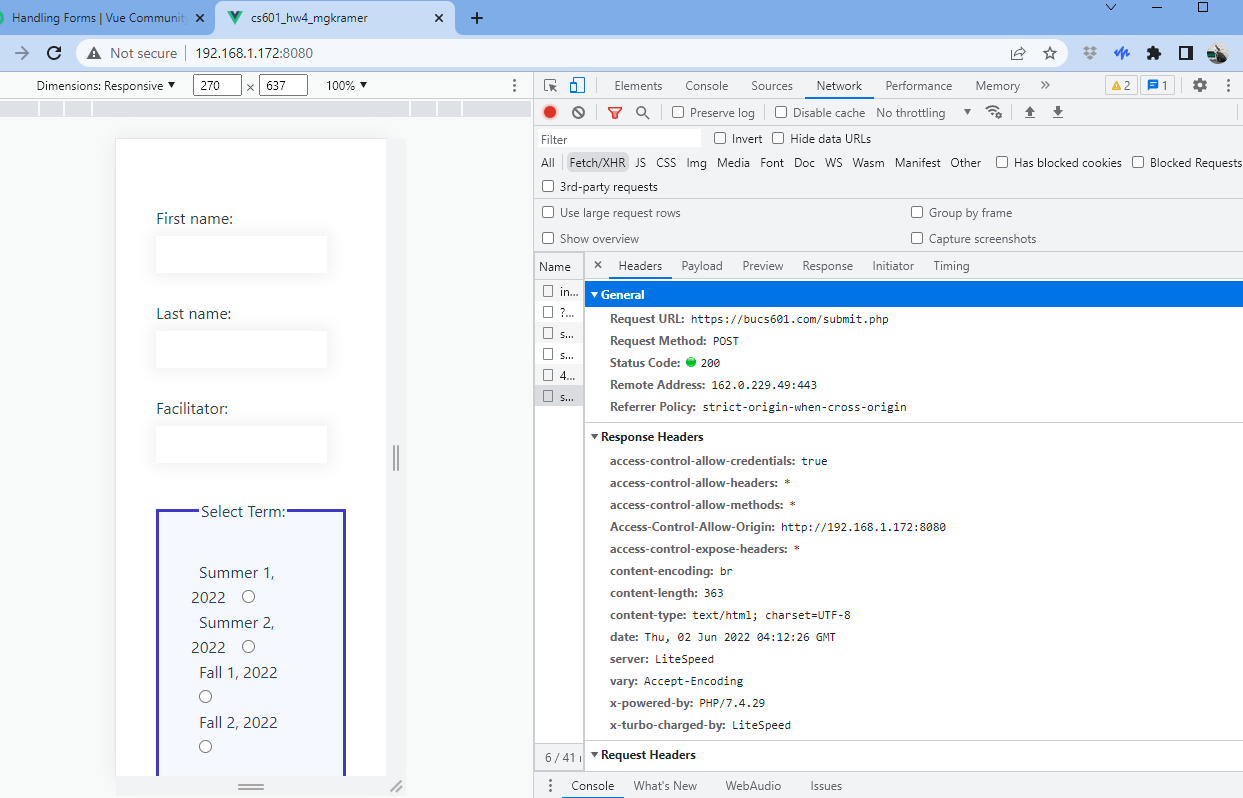 Handling Forms | Vue Community
cs601_hw4_mgkramer
Not secure 192.168.1.172:8080
Dimensions: Responsive 270 × 637 100%
Elements Console Sources Network Performance Memory 2 1
Preserve log Disable cache No throttling
Filter Invert Hide data URLs
All Fetch/XHR JS CSS Img Media Font Doc WS Wasm Manifest Other Has blocked cookies Blocked Requests
3rd-party requests
Use large request rows Group by frame
Show overview Capture screenshots
Name
in...
?...
s...
s...
4...
s...
6 / 41
Headers Payload Preview Response Initiator Timing
General
Request URL: https://bucs601.com/submit.php
Request Method: POST
Status Code: 200
Remote Address: 162.0.229.49:443
Referrer Policy: strict-origin-when-cross-origin
Response Headers
access-control-allow-credentials: true
access-control-allow-headers: *
access-control-allow-methods: *
Access-Control-Allow-Origin: http://192.168.1.172:8080
access-control-expose-headers: *
content-encoding: br
content-length: 363
content-type: text/html; charset=UTF-8
date: Thu, 02 Jun 2022 04:12:26 GMT
server: LiteSpeed
vary: Accept-Encoding
x-powered-by: PHP/7.4.29
x-turbo-charged-by: LiteSpeed
Request Headers
Console What's New WebAudio Issues
First name:
Last name:
Facilitator:
Select Term:
Summer 1,
2022
Summer 2,
2022
Fall 1, 2022
Fall 2, 2022